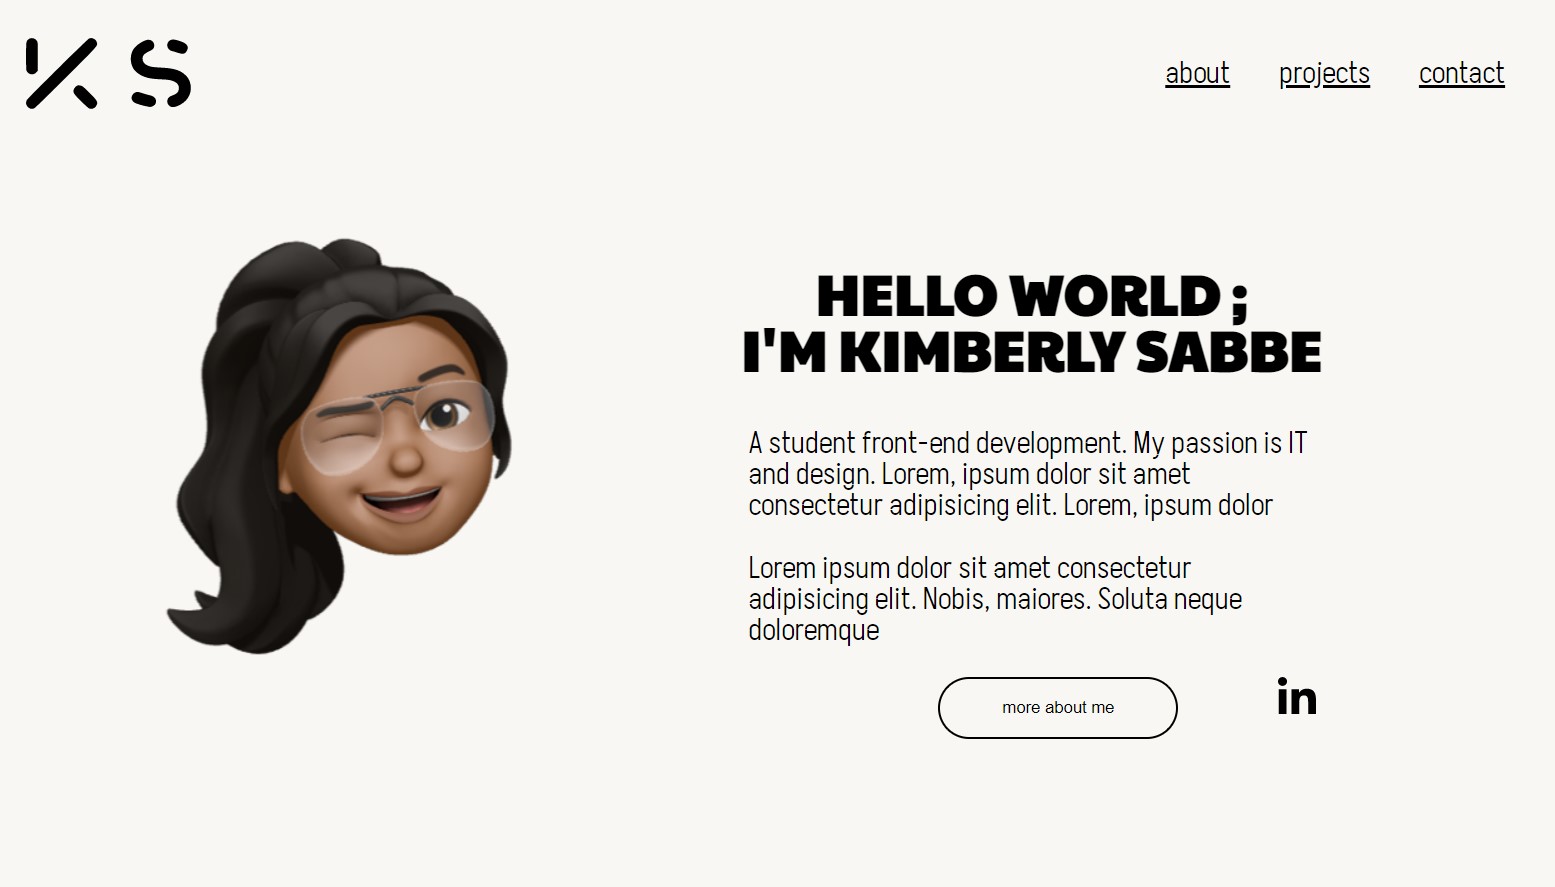 KS
about projects contact
HELLO WORLD ;
I'M KIMBERLY SABBE
A student front-end development. My passion is IT
and design. Lorem, ipsum dolor sit amet
consectetur adipisicing elit. Lorem, ipsum dolor
Lorem ipsum dolor sit amet consectetur
adipisicing elit. Nobis, maiores. Soluta neque
doloremque
more about me
in